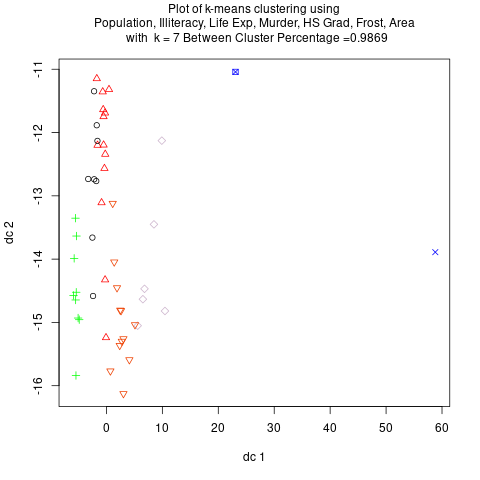 Plot of k-means clustering using
Population, Illiteracy, Life Exp, Murder, HS Grad, Frost, Area
with k = 7 Between Cluster Percentage =0.9869
-11
-12
-13
-14
-15
-16
dc 2
0 10 20 30 40 50 60
dc 1